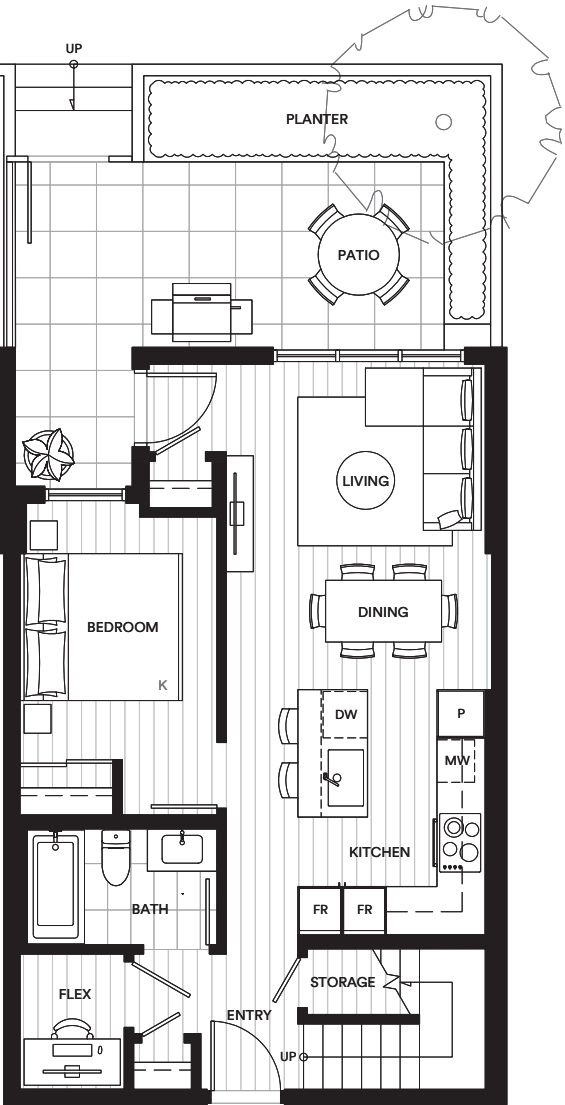 UP
PLANTER
PATIO
LIVING
DINING
BEDROOM
K
DW
P
MW
KITCHEN
BATH
FR
FR
STORAGE
FLEX
ENTRY
UP